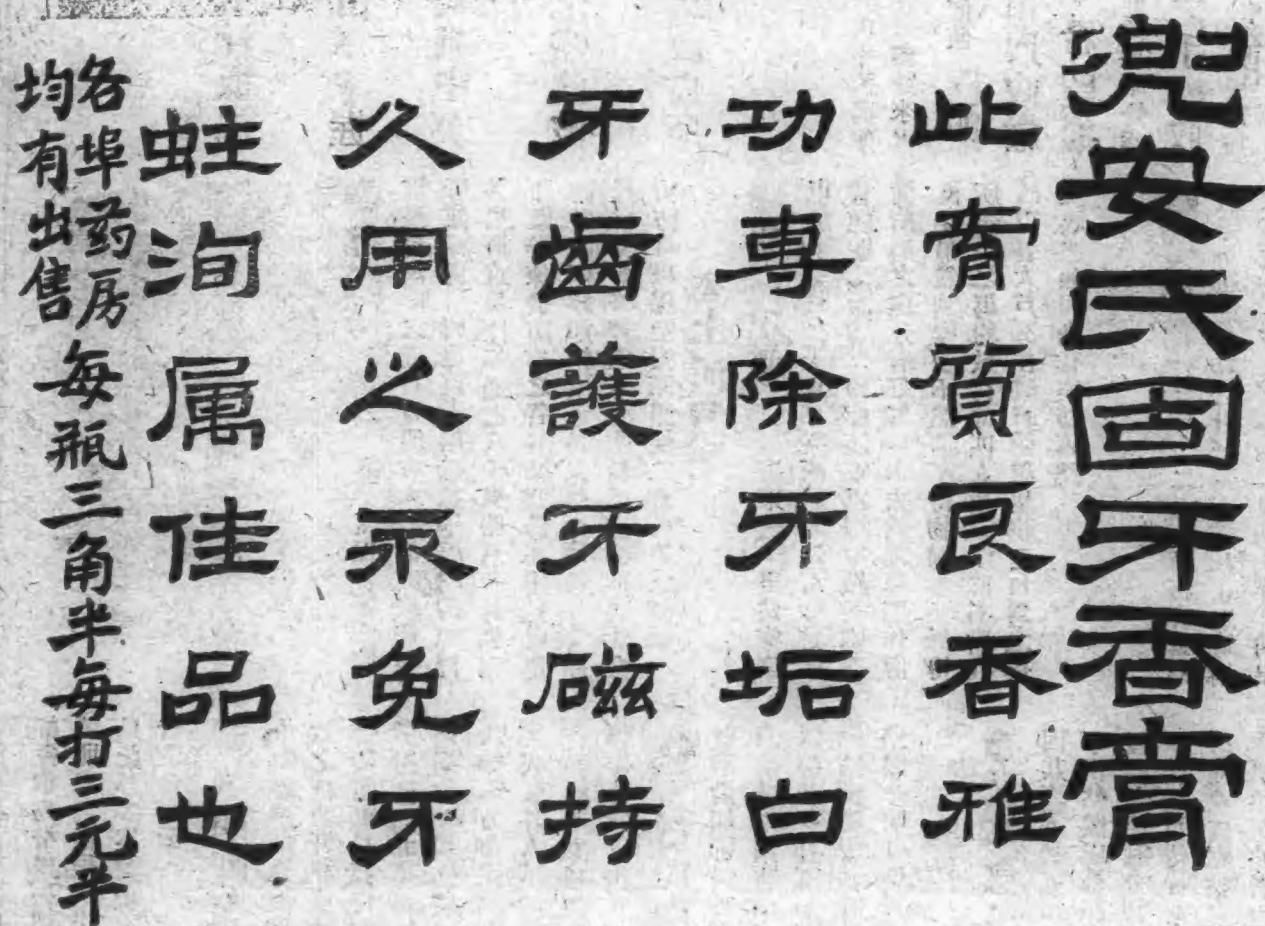 兜安氏固牙香膏
此膏質良香雅
功專除牙垢白
牙齒護牙磁持
久用之永免牙
蛀洵属佳品也
各埠药房
均有出售
每瓶三角半每打三元半